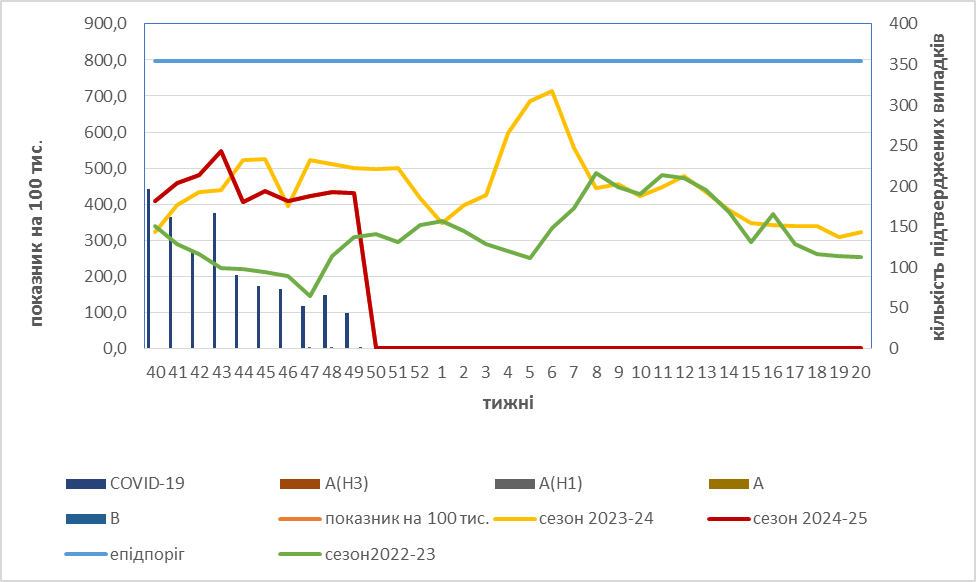 900,0
800,0
700,0
600,0
500,0
400,0
300,0
200,0
100,0
0,0
показник на 100 тис.
400
350
300
250
200
150
100
50
0
кількість підтверджених випадків
40 41 42 43 44 45 46 47 48 49 50 51 52 1 2 3 4 5 6 7 8 9 10 11 12 13 14 15 16 17 18 19 20
тижні
COVID-19 A(H3) A(H1) A
B показник на 100 тис. сезон 2023-24 сезон 2024-25
епідпоріг сезон2022-23